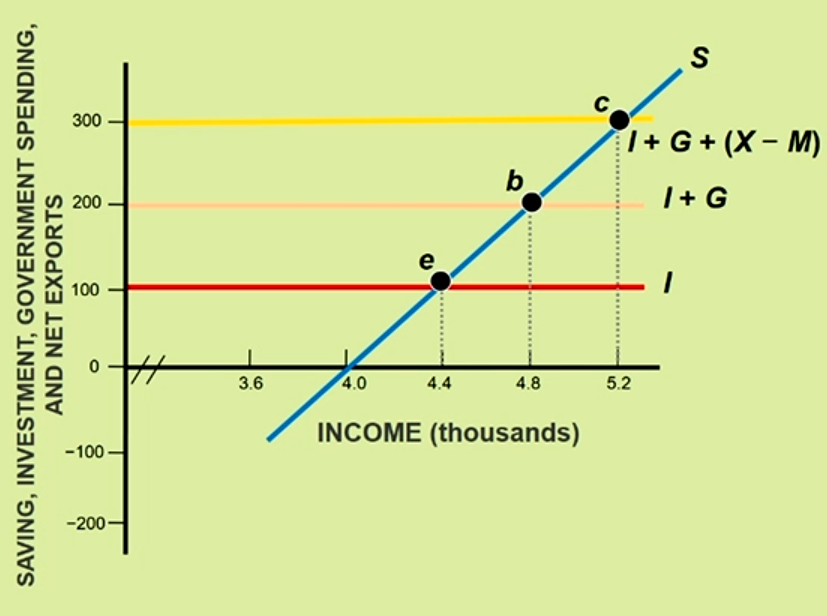 SAVING, INVESTMENT, GOVERNMENT SPENDING,
AND NET EXPORTS
S
c
300
I + G + (X − M)
b
200
I + G
e
100
I
0
3.6
4.0
4.4
4.8
5.2
INCOME (thousands)
−100
−200